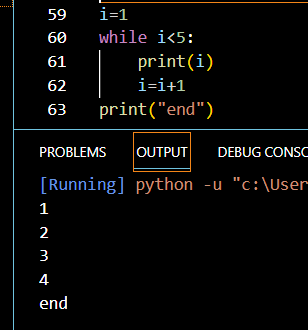 59 i=1
60 while i<5:
61     print(i)
62     i=i+1
63 print("end")
PROBLEMS OUTPUT DEBUG CONSC
[Running] python -u "c:\User
1
2
3
4
end